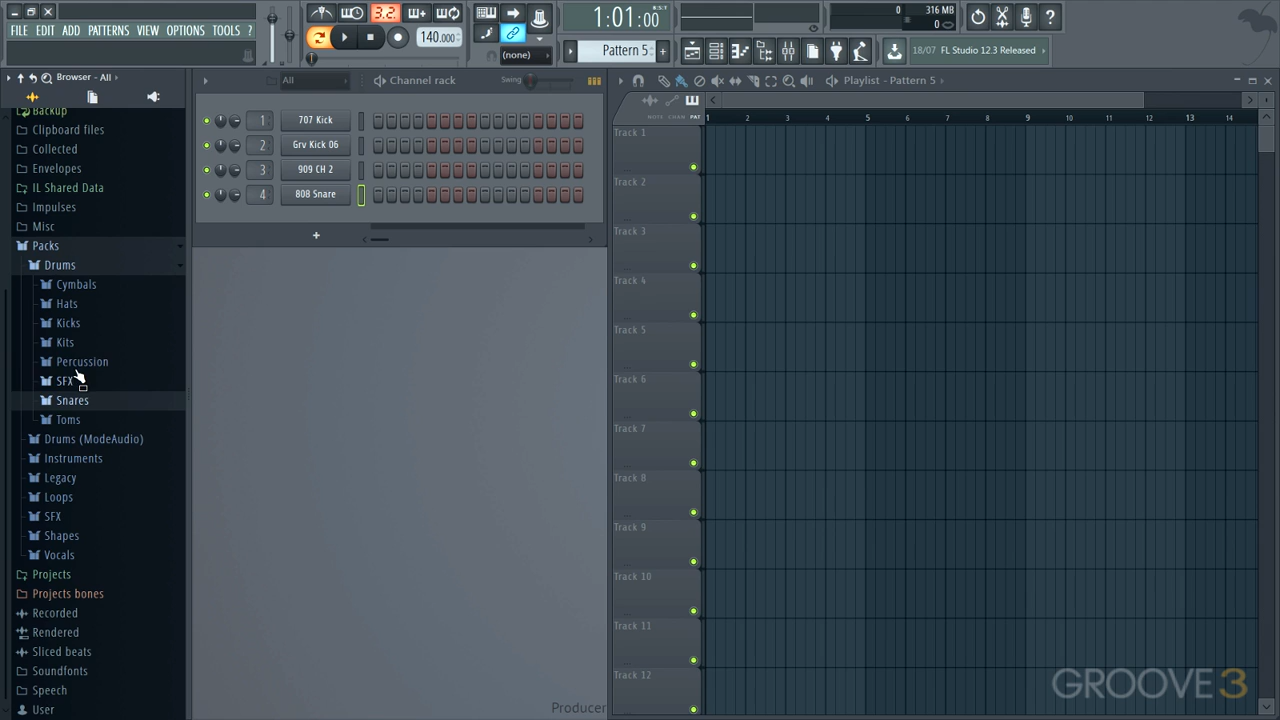 3.2
FILE EDIT ADD PATTERNS VIEW OPTIONS TOOLS ?
140.000
1:01:00
B:S:T
(none)
Pattern 5
0
316 MB
0
18/07 FL Studio 12.3 Released
Browser - All
Backup
Clipboard files
Collected
Envelopes
IL Shared Data
Impulses
Misc
Packs
Drums
Cymbals
Hats
Kicks
Kits
Percussion
SFX
Snares
Toms
Drums (ModeAudio)
Instruments
Legacy
Loops
SFX
Shapes
Vocals
Projects
Projects bones
Recorded
Rendered
Sliced beats
Soundfonts
Speech
User
All
Channel rack
Swing
1 707 Kick
2 Grv Kick 06
3 909 CH 2
4 808 Snare
+
Producer
Playlist - Pattern 5
NOTE CHAN PAT
1 2 3 4 5 6 7 8 9 10 11 12 13 14
Track 1
Track 2
Track 3
Track 4
Track 5
Track 6
Track 7
Track 8
Track 9
Track 10
Track 11
Track 12
GROOVE3